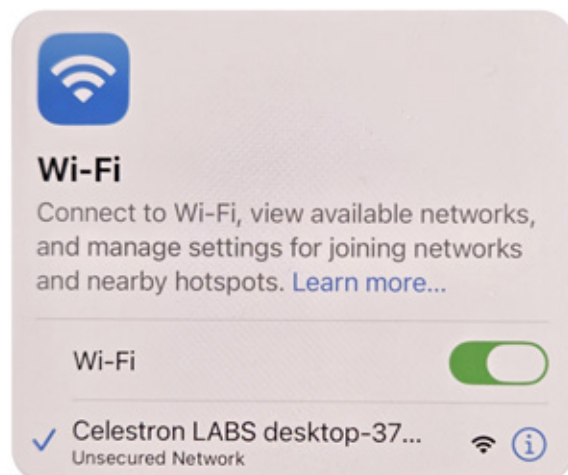 Wi-Fi
Connect to Wi-Fi, view available networks,
and manage settings for joining networks
and nearby hotspots. Learn more...
Wi-Fi
Celestron LABS desktop-37...
Unsecured Network